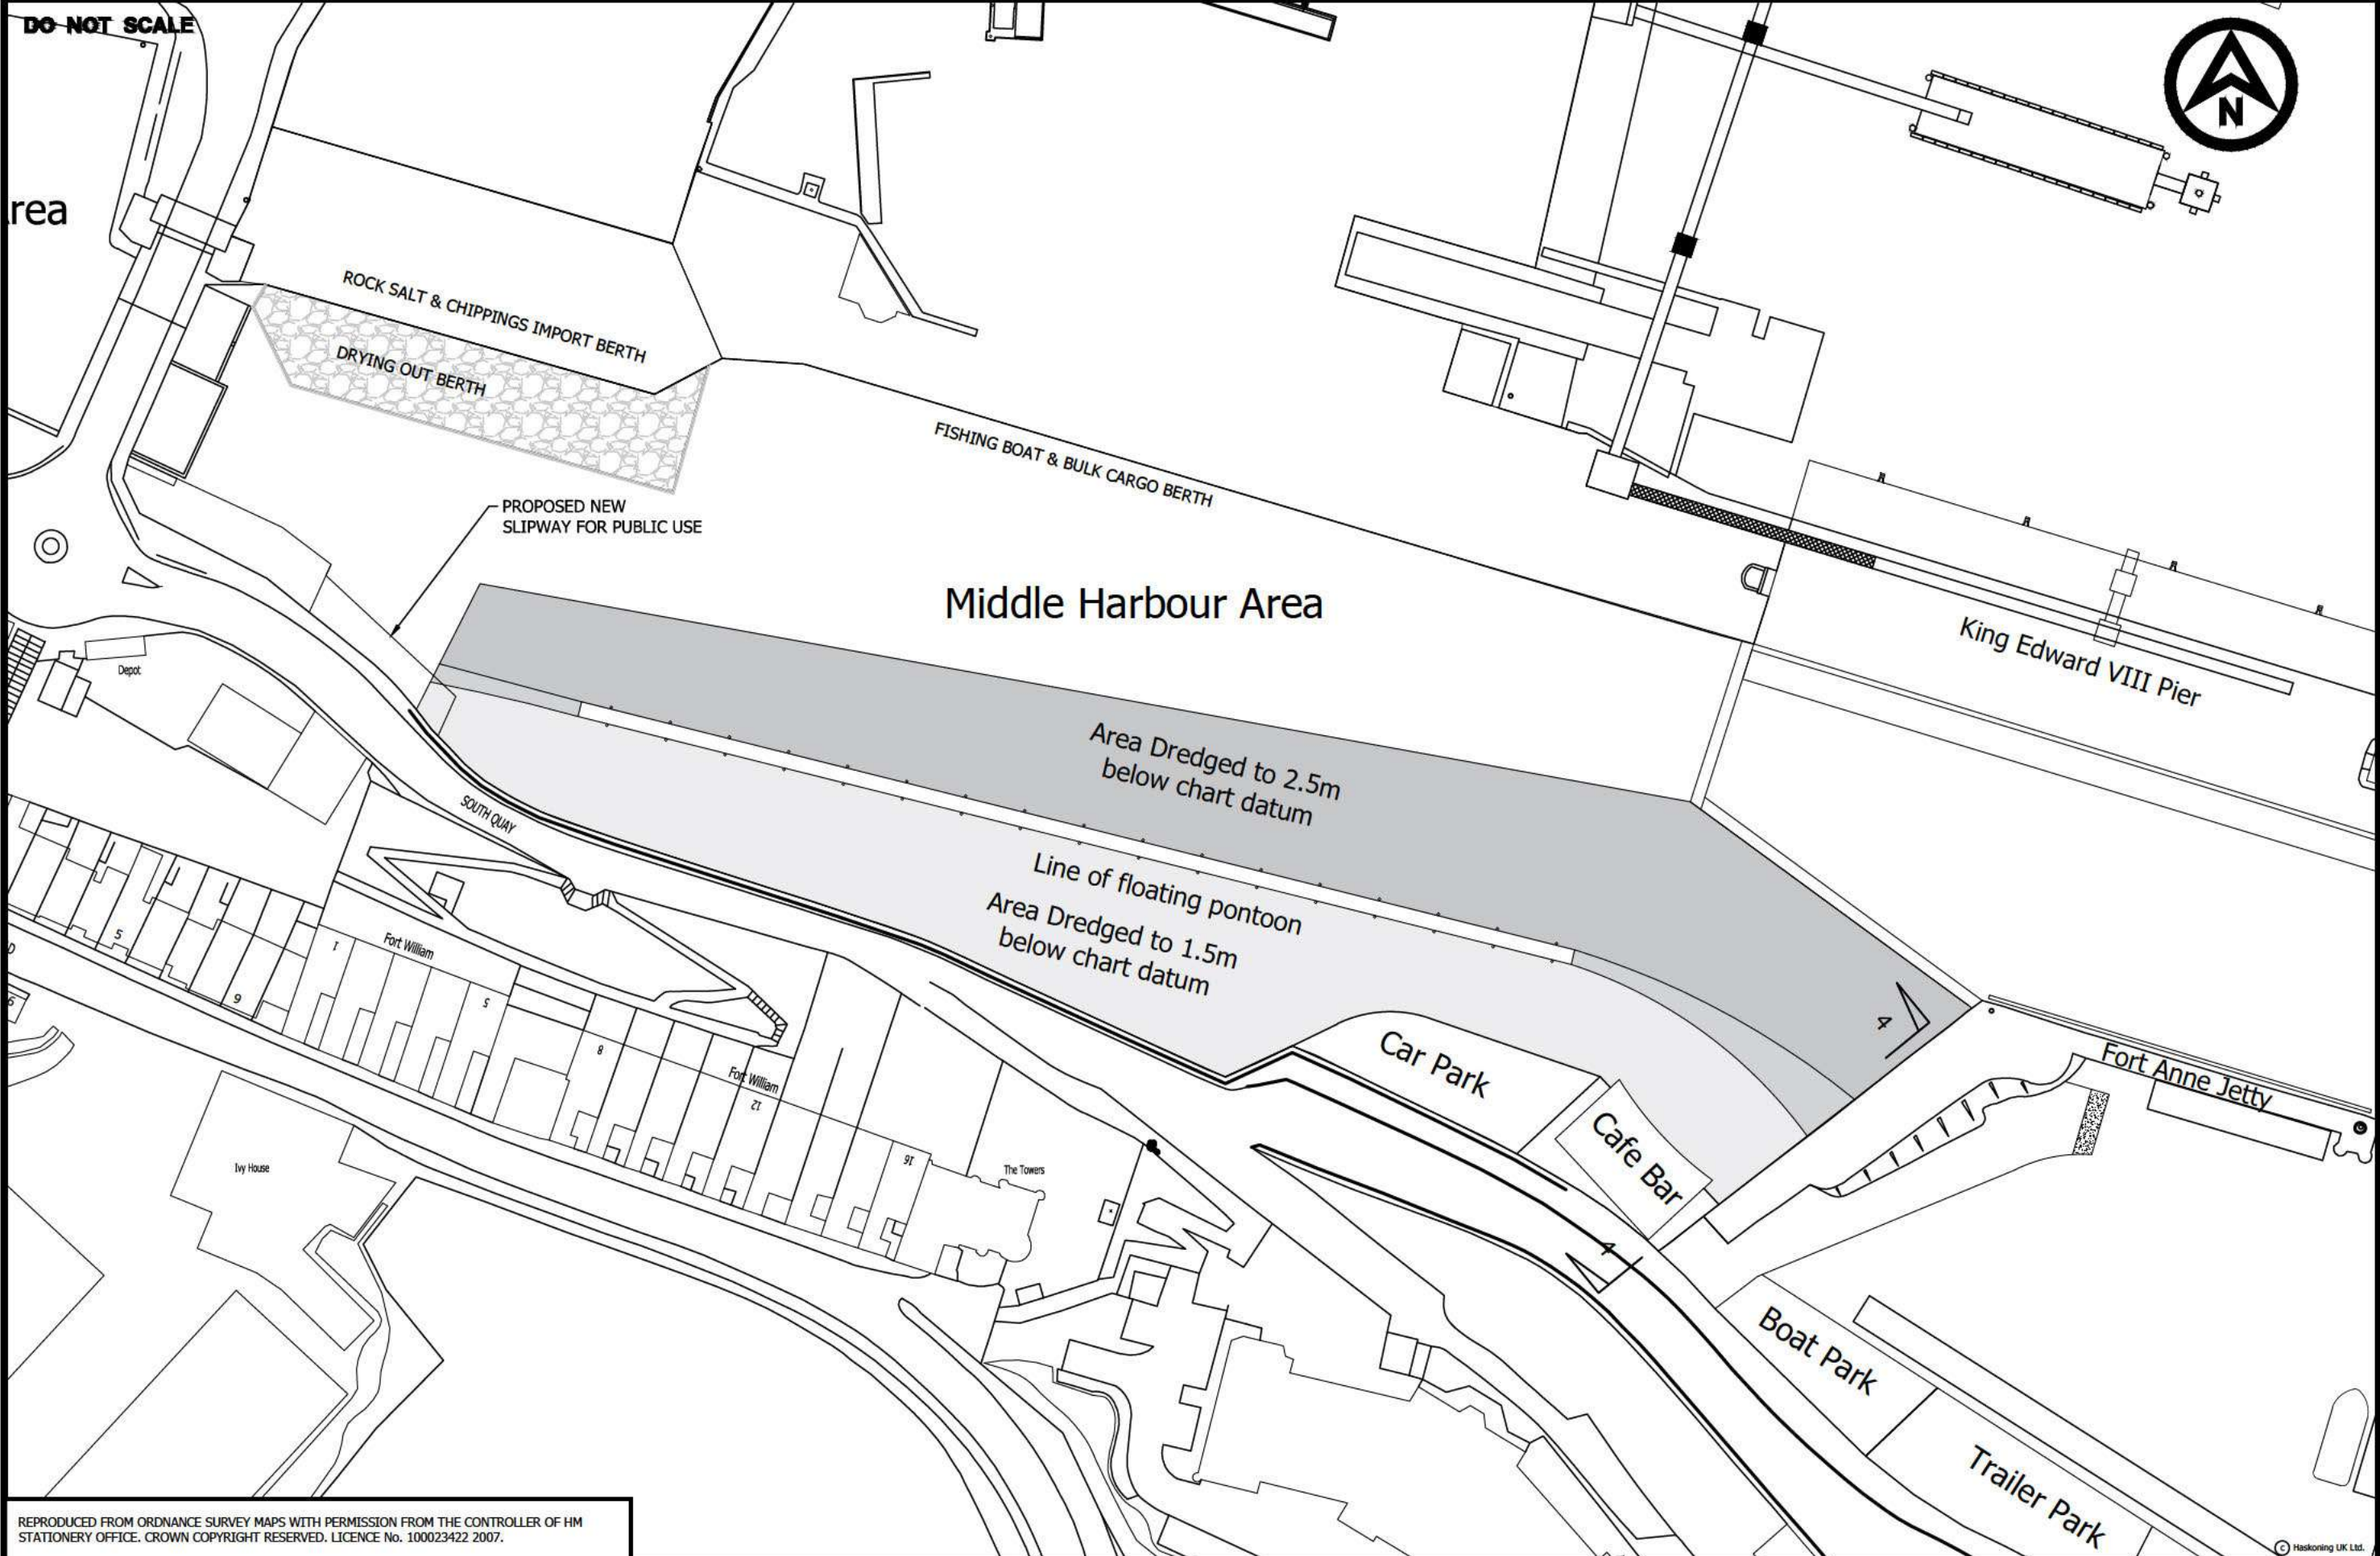 DO NOT SCALE
N
rea
ROCK SALT & CHIPPINGS IMPORT BERTH
DRYING OUT BERTH
FISHING BOAT & BULK CARGO BERTH
PROPOSED NEW
SLIPWAY FOR PUBLIC USE
Middle Harbour Area
King Edward VIII Pier
Depot
Area Dredged to 2.5m
below chart datum
SOUTH QUAY
Line of floating pontoon
Area Dredged to 1.5m
below chart datum
5
9
1
Fort William
5
8
Fort William
12
16
The Towers
Ivy House
4
Car Park
Fort Anne Jetty
Cafe Bar
4
Boat Park
Trailer Park
REPRODUCED FROM ORDNANCE SURVEY MAPS WITH PERMISSION FROM THE CONTROLLER OF HM
STATIONERY OFFICE. CROWN COPYRIGHT RESERVED. LICENCE No. 100023422 2007.
© Haskoning UK Ltd.